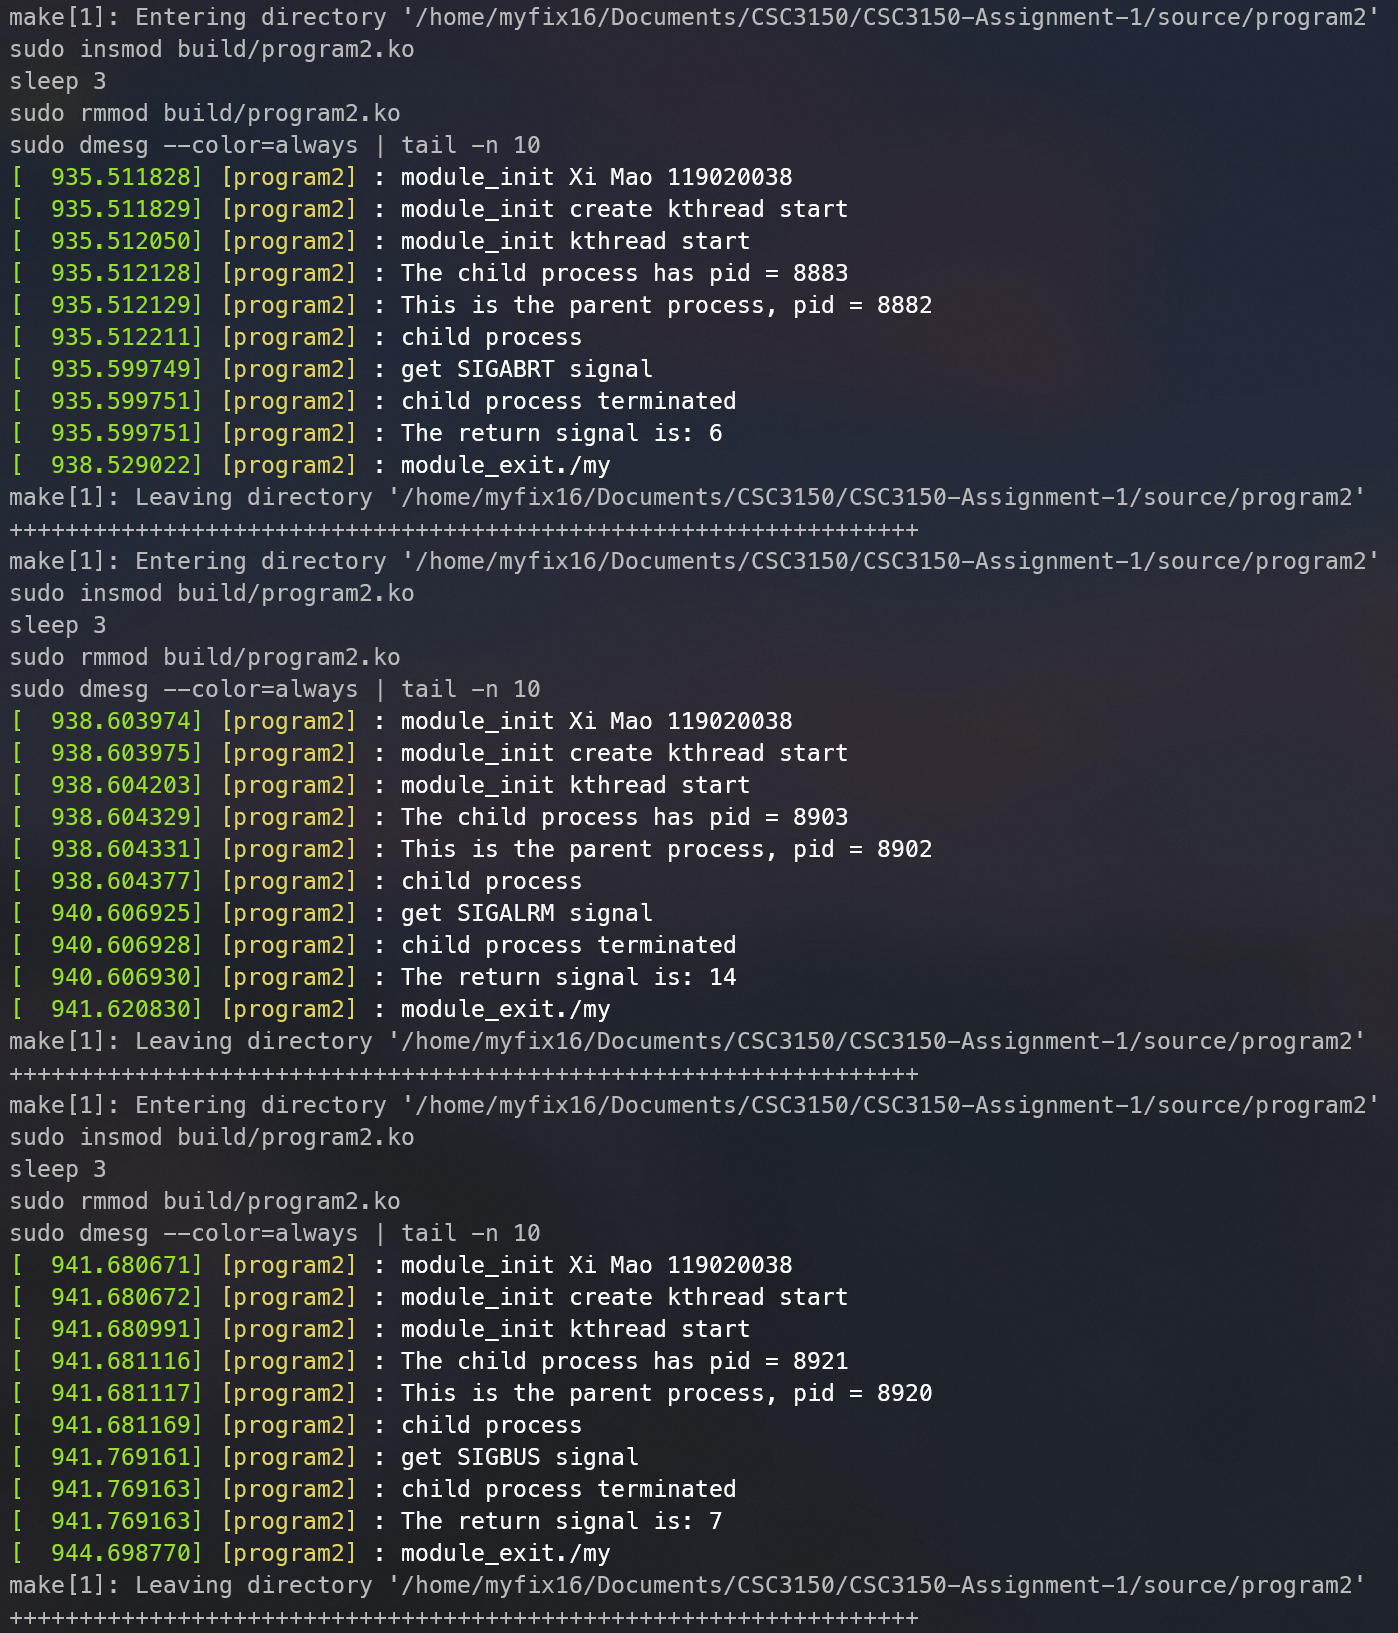 make[1]: Entering directory '/home/myfix16/Documents/CSC3150/CSC3150-Assignment-1/source/program2'
sudo insmod build/program2.ko
sleep 3
sudo rmmod build/program2.ko
sudo dmesg --color=always | tail -n 10
[  935.511828] [program2] : module_init Xi Mao 119020038
[  935.511829] [program2] : module_init create kthread start
[  935.512050] [program2] : module_init kthread start
[  935.512128] [program2] : The child process has pid = 8883
[  935.512129] [program2] : This is the parent process, pid = 8882
[  935.512211] [program2] : child process
[  935.599749] [program2] : get SIGABRT signal
[  935.599751] [program2] : child process terminated
[  935.599751] [program2] : The return signal is: 6
[  938.529022] [program2] : module_exit./my
make[1]: Leaving directory '/home/myfix16/Documents/CSC3150/CSC3150-Assignment-1/source/program2'
+++++++++++++++++++++++++++++++++++++++++++++++++++++++++++++++++
make[1]: Entering directory '/home/myfix16/Documents/CSC3150/CSC3150-Assignment-1/source/program2'
sudo insmod build/program2.ko
sleep 3
sudo rmmod build/program2.ko
sudo dmesg --color=always | tail -n 10
[  938.603974] [program2] : module_init Xi Mao 119020038
[  938.603975] [program2] : module_init create kthread start
[  938.604203] [program2] : module_init kthread start
[  938.604329] [program2] : The child process has pid = 8903
[  938.604331] [program2] : This is the parent process, pid = 8902
[  938.604377] [program2] : child process
[  940.606925] [program2] : get SIGALRM signal
[  940.606928] [program2] : child process terminated
[  940.606930] [program2] : The return signal is: 14
[  941.620830] [program2] : module_exit./my
make[1]: Leaving directory '/home/myfix16/Documents/CSC3150/CSC3150-Assignment-1/source/program2'
+++++++++++++++++++++++++++++++++++++++++++++++++++++++++++++++++
make[1]: Entering directory '/home/myfix16/Documents/CSC3150/CSC3150-Assignment-1/source/program2'
sudo insmod build/program2.ko
sleep 3
sudo rmmod build/program2.ko
sudo dmesg --color=always | tail -n 10
[  941.680671] [program2] : module_init Xi Mao 119020038
[  941.680672] [program2] : module_init create kthread start
[  941.680991] [program2] : module_init kthread start
[  941.681116] [program2] : The child process has pid = 8921
[  941.681117] [program2] : This is the parent process, pid = 8920
[  941.681169] [program2] : child process
[  941.769161] [program2] : get SIGBUS signal
[  941.769163] [program2] : child process terminated
[  941.769163] [program2] : The return signal is: 7
[  944.698770] [program2] : module_exit./my
make[1]: Leaving directory '/home/myfix16/Documents/CSC3150/CSC3150-Assignment-1/source/program2'
+++++++++++++++++++++++++++++++++++++++++++++++++++++++++++++++++